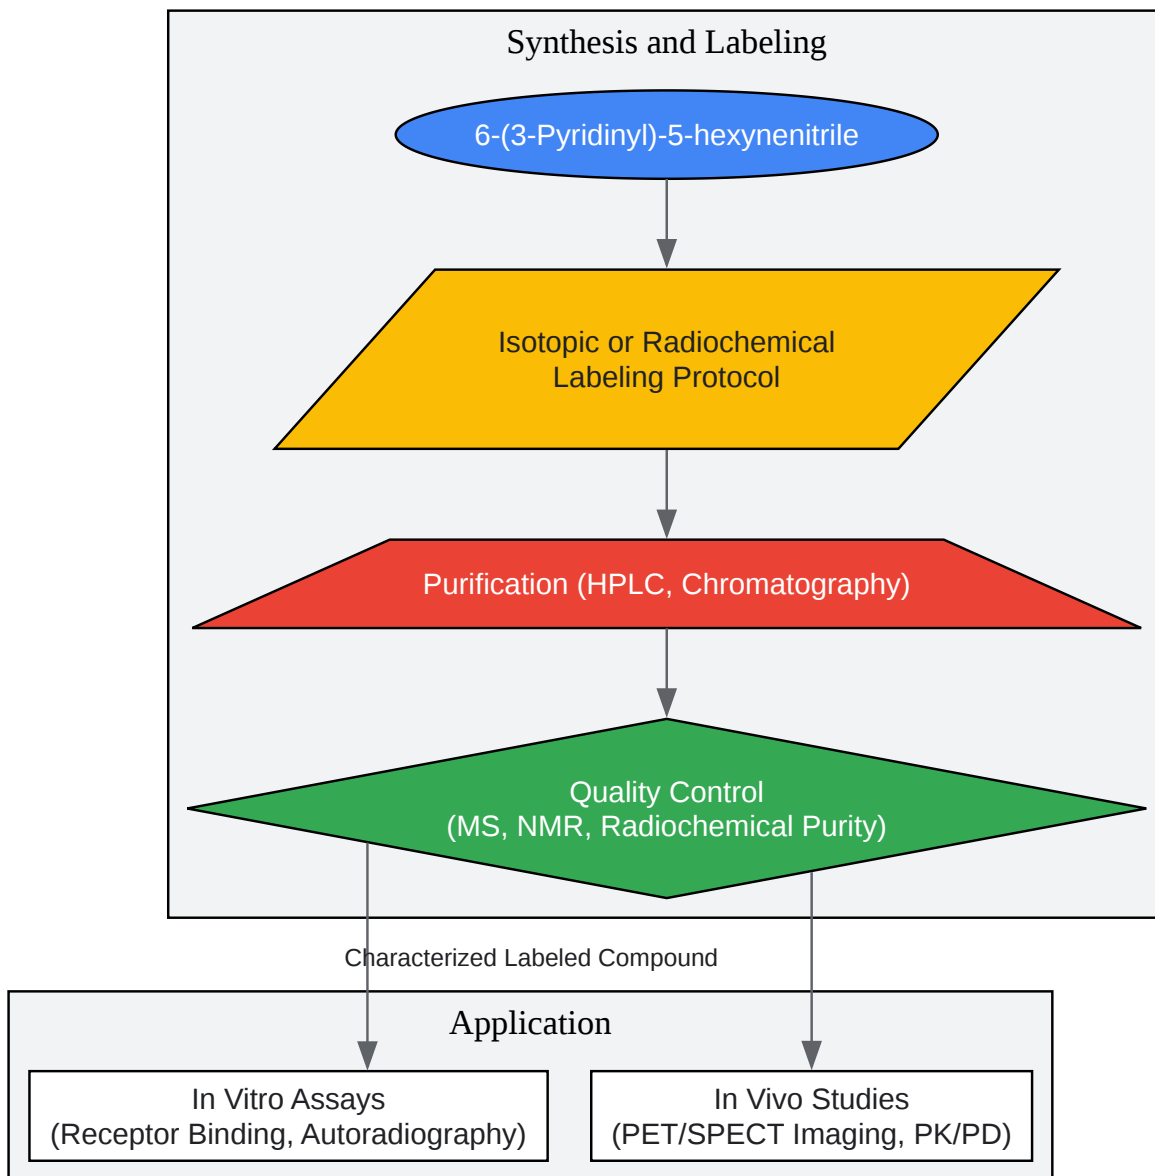 Synthesis and Labeling
6-(3-Pyridinyl)-5-hexynenitrile
Isotopic or Radiochemical
Labeling Protocol
Purification (HPLC, Chromatography)
Quality Control
(MS, NMR, Radiochemical Purity)
Characterized Labeled Compound
Application
In Vitro Assays
(Receptor Binding, Autoradiography)
In Vivo Studies
(PET/SPECT Imaging, PK/PD)